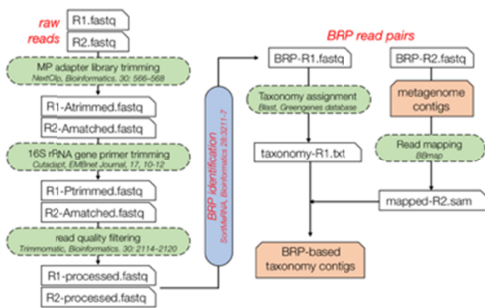 raw
reads
R1.fastq
R2.fastq
MP adapter library trimming
NextClip, Bioinformatics. 30: 566–568
R1-Atrimmed.fastq
R2-Amatched.fastq
16S rRNA gene primer trimming
Cutadapt, EMBnet Journal, 17, 10-12
R1-Ptrimmed.fastq
R2-Amatched.fastq
read quality filtering
Trimmomatic, Bioinformatics. 30: 2114–2120
R1-processed.fastq
R2-processed.fastq
BRP identification
SortMeRNA, Bioinformatics 28:3211-7
BRP read pairs
BRP-R1.fastq
Taxonomy assignment
Blast, Greengenes database
taxonomy-R1.txt
BRP-based
taxonomy contigs
BRP-R2.fastq
metagenome
contigs
Read mapping
BBmap
mapped-R2.sam